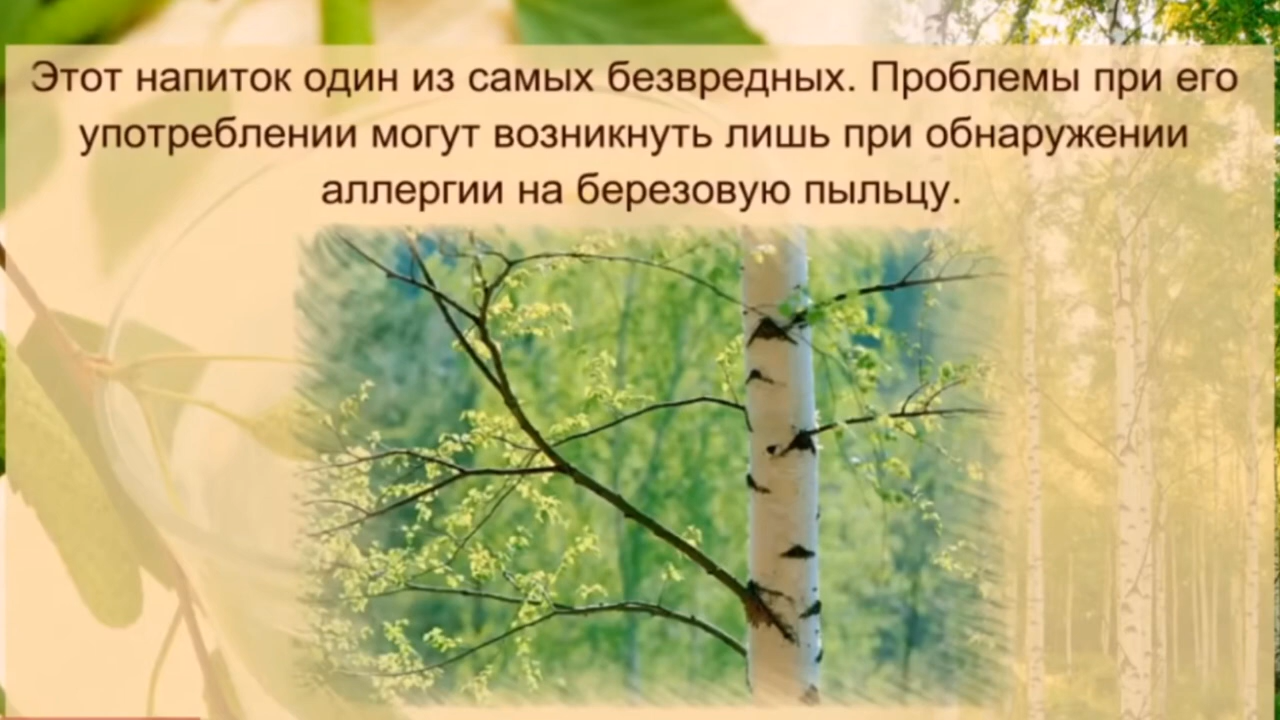 Этот напиток один из самых безвредных. Проблемы при его
употреблении могут возникнуть лишь при обнаружении
аллергии на березовую пыльцу.